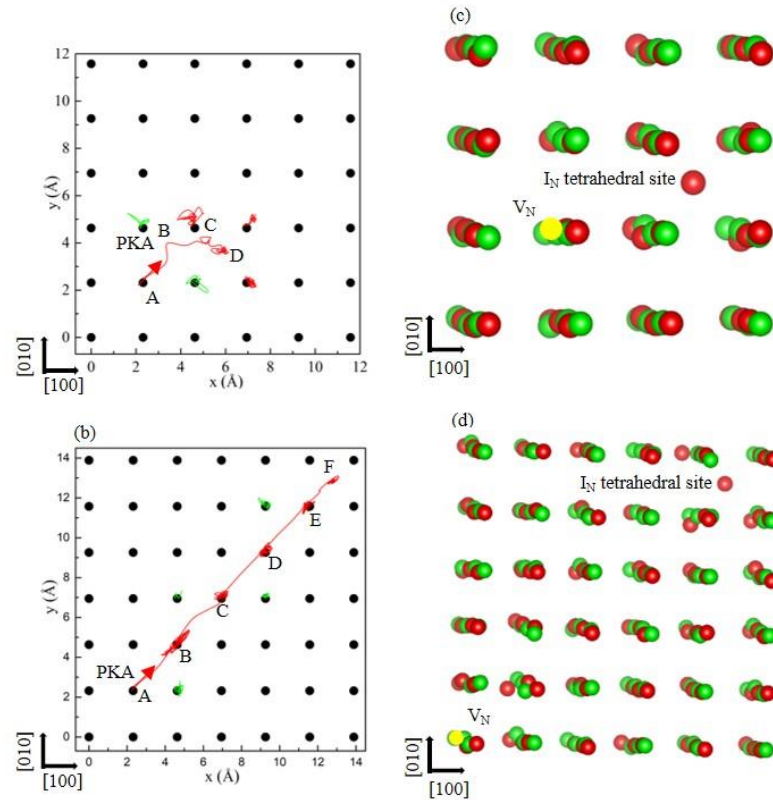 12
10
8
6
4
2
0
y (Å)
PKA
B
C
D
A
0 2 4 6 8 10 12
x (Å)
[010]
[100]
(b)
14
12
10
8
6
4
2
0
y (Å)
F
E
D
C
B
PKA
A
0 2 4 6 8 10 12 14
x (Å)
[010]
[100]
(c)
I_N tetrahedral site
V_N
[010]
[100]
(d)
I_N tetrahedral site
V_N
[010]
[100]